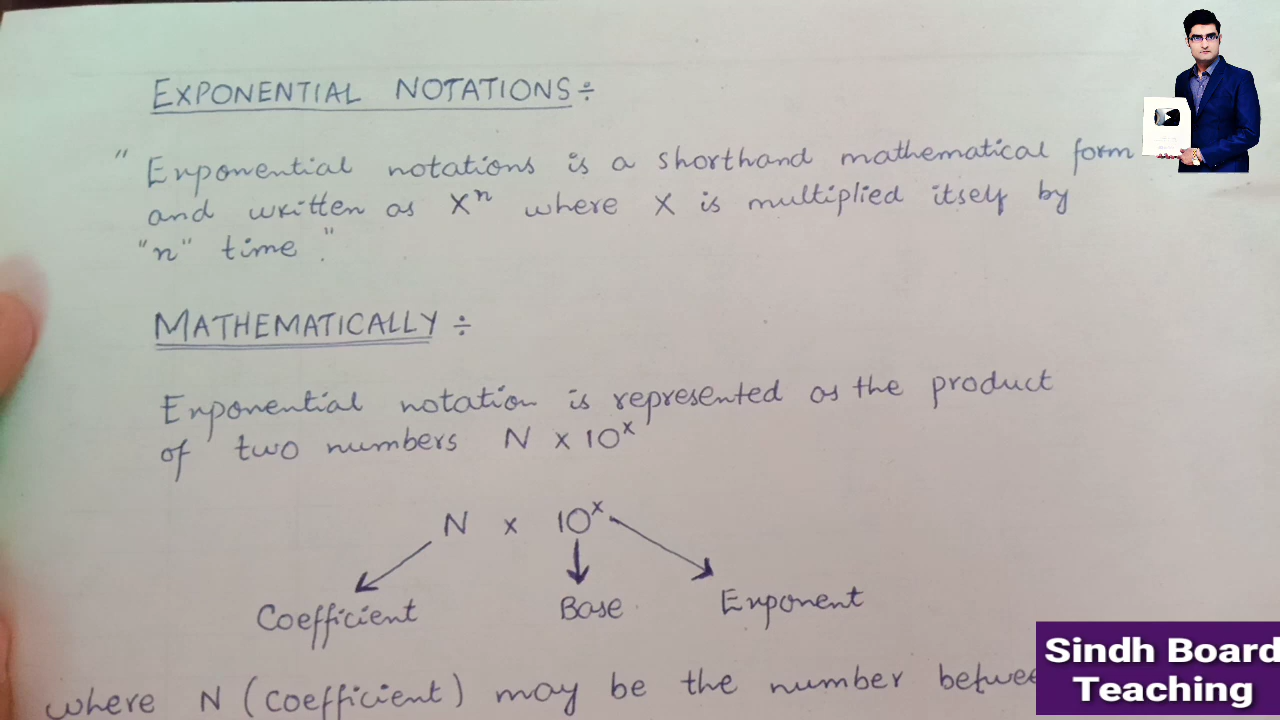 EXPONENTIAL NOTATIONS ÷
" Exponential notations is a shorthand mathematical form
and written as Xⁿ where X is multiplied itself by
"n" time ."
MATHEMATICALLY ÷
Exponential notation is represented as the product
of two numbers N × 10ˣ
N × 10ˣ
Coefficient Base Exponent
where N (coefficient) may be the number
Sindh Board
Teaching